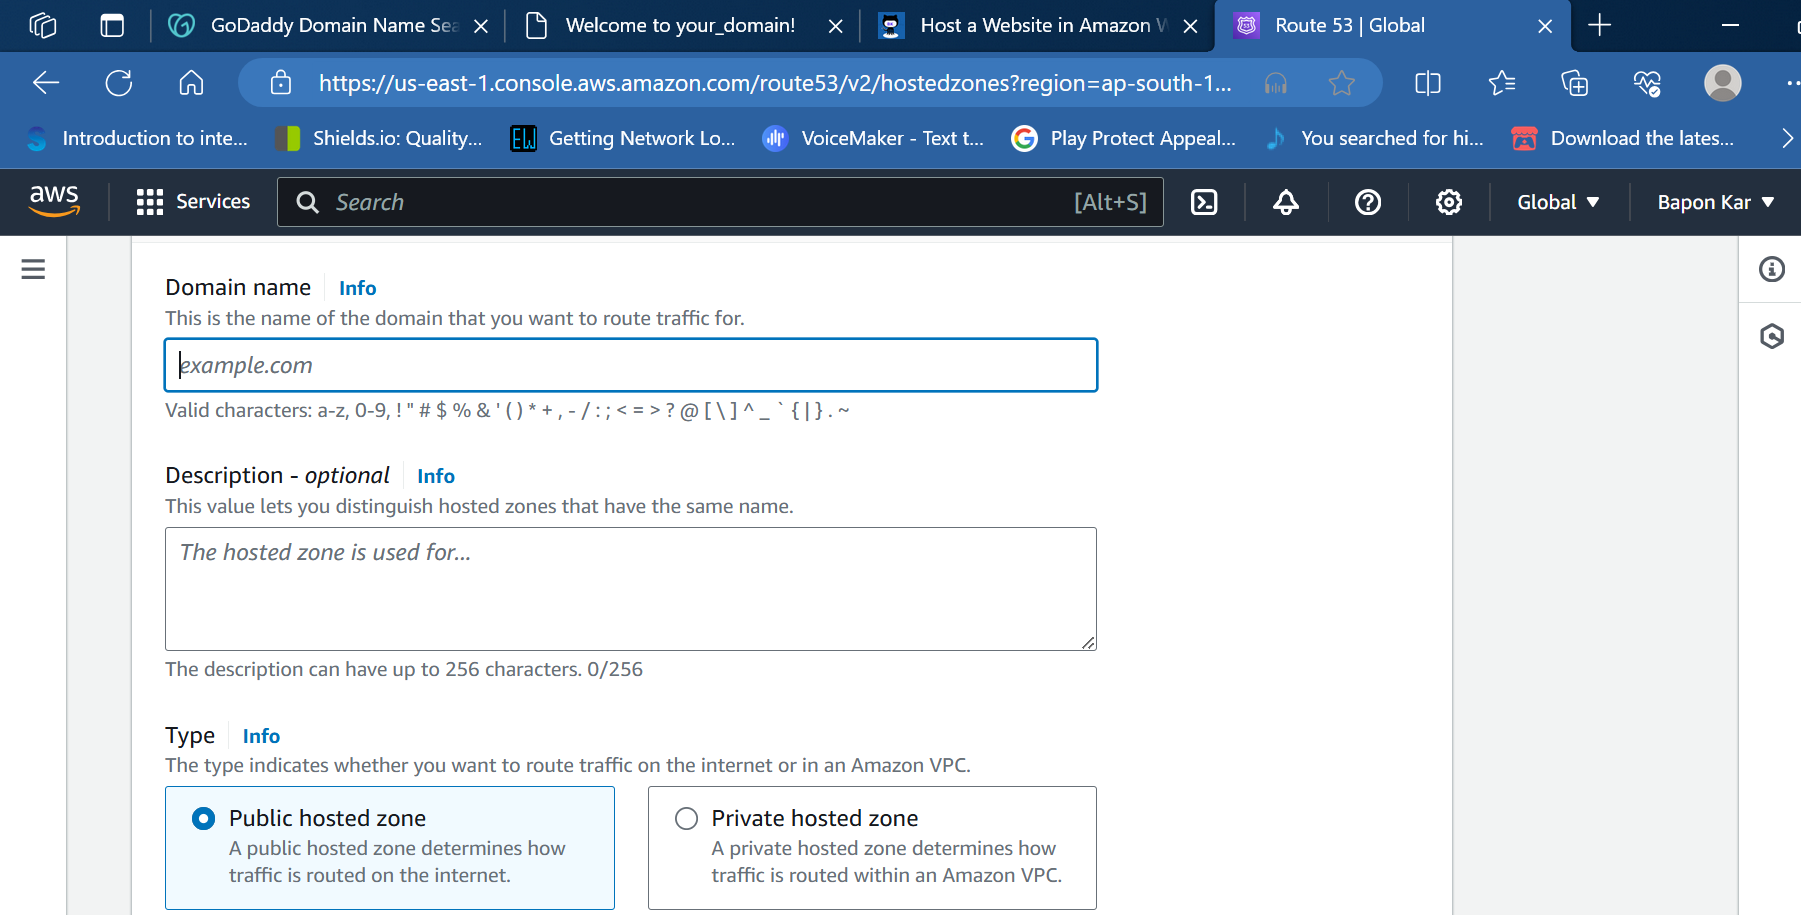 GoDaddy Domain Name Sea
Welcome to your_domain!
Host a Website in Amazon W
Route 53 | Global
https://us-east-1.console.aws.amazon.com/route53/v2/hostedzones?region=ap-south-1...
Introduction to inte...
Shields.io: Quality...
EW
Getting Network Lo...
VoiceMaker - Text t...
Play Protect Appeal...
You searched for hi...
Download the lates...
aws
Services
Search
[Alt+S]
Global
Bapon Kar
Domain name
Info
This is the name of the domain that you want to route traffic for.
example.com
Valid characters: a-z, 0-9, ! " # $ % & ' ( ) * + , - / : ; < = > ? @ [ \ ] ^ _ ` { | } . ~
Description - optional
Info
This value lets you distinguish hosted zones that have the same name.
The hosted zone is used for...
The description can have up to 256 characters. 0/256
Type
Info
The type indicates whether you want to route traffic on the internet or in an Amazon VPC.
Public hosted zone
A public hosted zone determines how
traffic is routed on the internet.
Private hosted zone
A private hosted zone determines how
traffic is routed within an Amazon VPC.